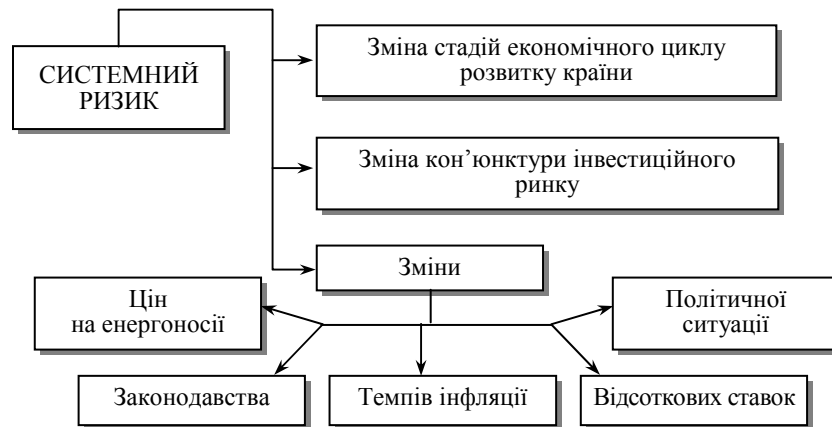 СИСТЕМНИЙ
РИЗИК
Зміна стадій економічного циклу
розвитку країни
Зміна кон’юнктури інвестиційного
ринку
Зміни
Цін
на енергоносії
Політичної
ситуації
Законодавства
Темпів інфляції
Відсоткових ставок